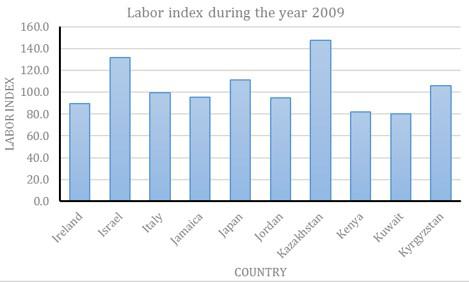 Labor index during the year 2009
160.0
140.0
120.0
100.0
80.0
60.0
40.0
20.0
0.0
LABOR INDEX
Ireland
Israel
Italy
Jamaica
Japan
Jordan
Kazakhstan
Kenya
Kuwait
Kyrgyzstan
COUNTRY